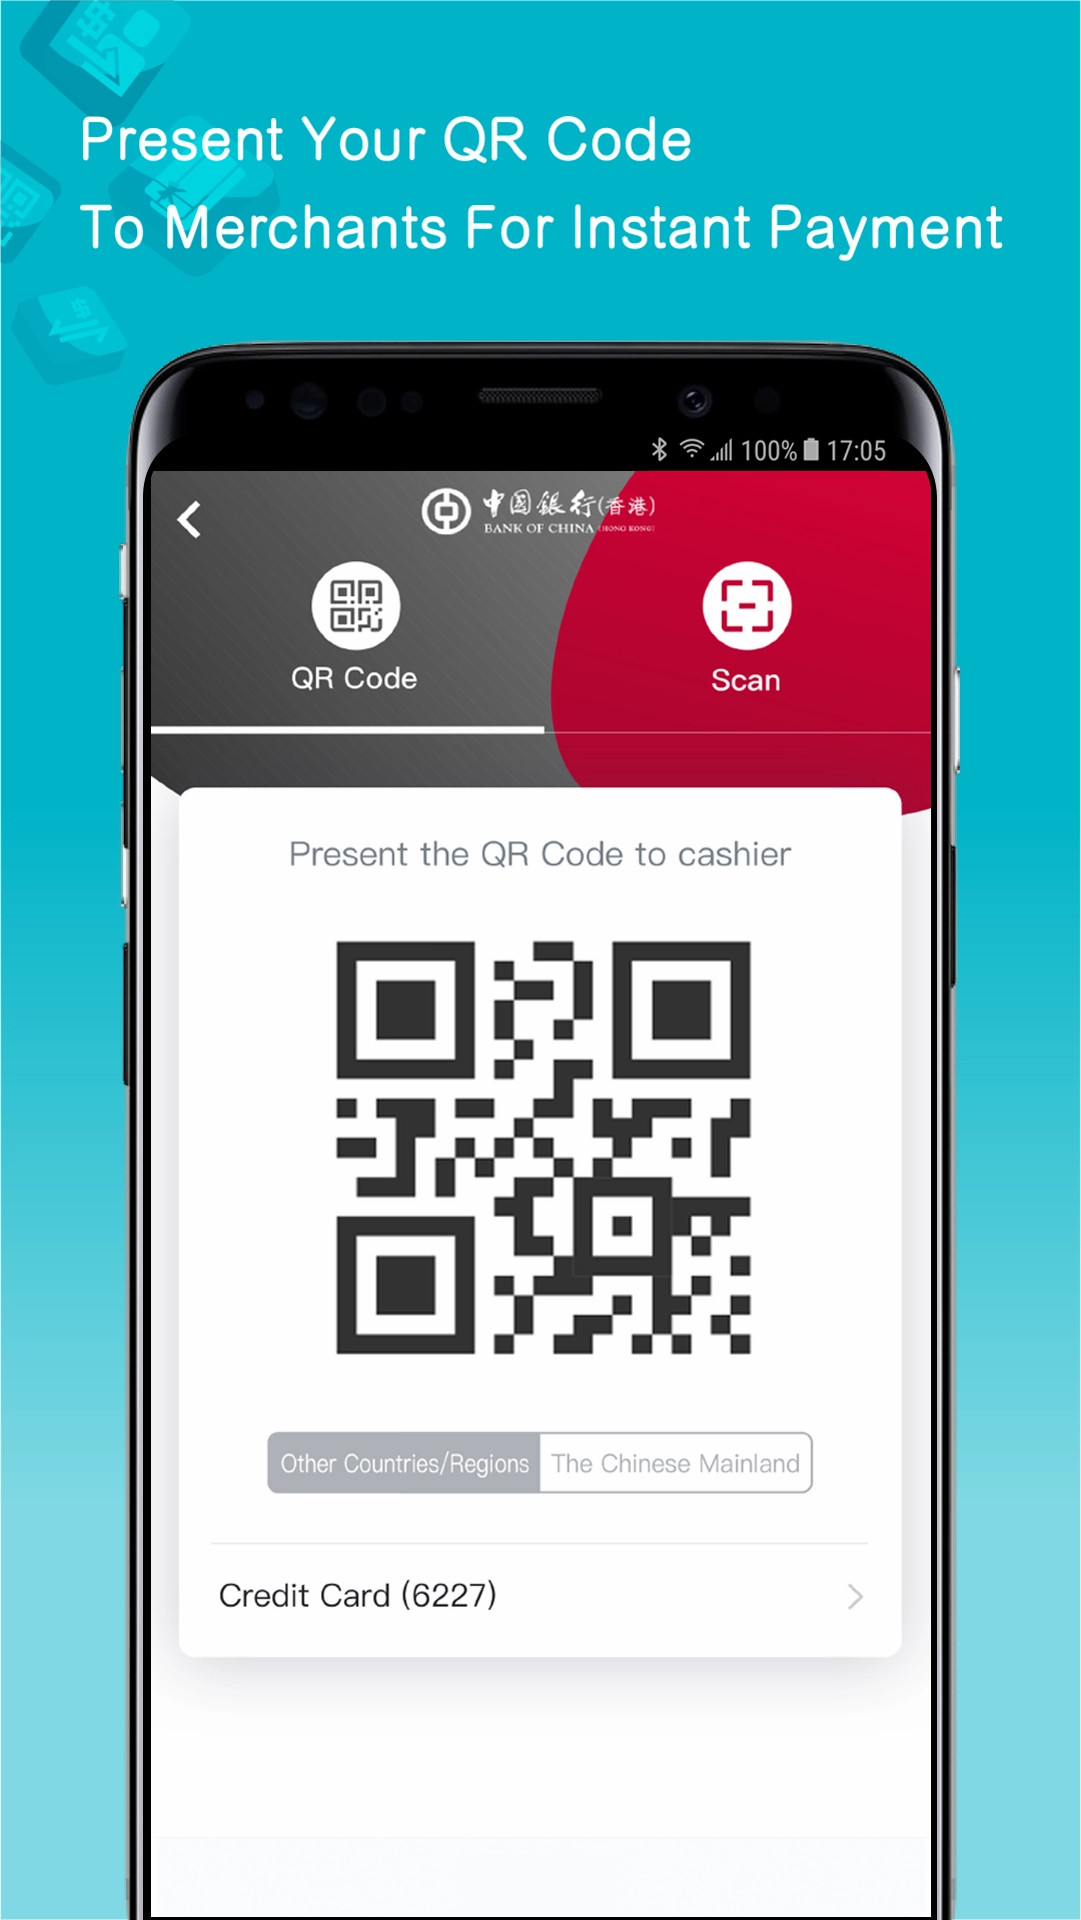 Present Your QR Code
To Merchants For Instant Payment
100% 17:05
中國銀行(香港)
BANK OF CHINA (HONG KONG)
QR Code
Scan
Present the QR Code to cashier
Other Countries/Regions
The Chinese Mainland
Credit Card (6227)